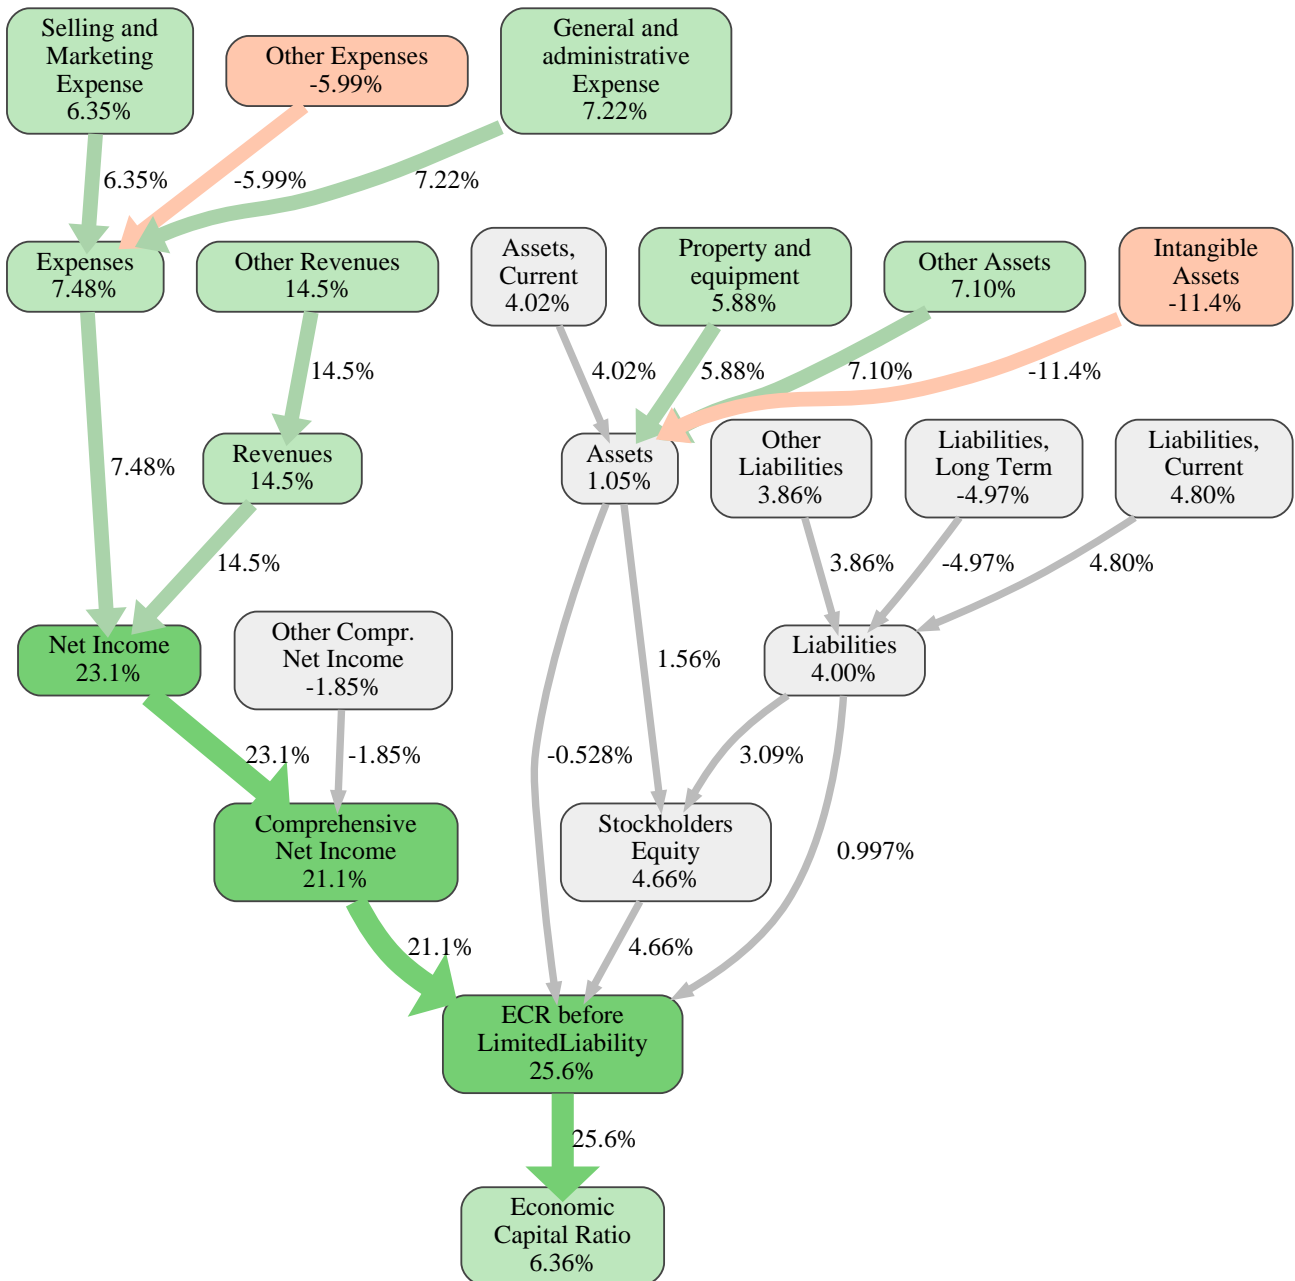 Selling and
Marketing
Expense
6.35%
Other Expenses
-5.99%
General and
administrative
Expense
7.22%
6.35%
-5.99%
7.22%
Expenses
7.48%
Other Revenues
14.5%
Assets,
Current
4.02%
Property and
equipment
5.88%
Other Assets
7.10%
Intangible
Assets
-11.4%
14.5%
4.02%
5.88%
7.10%
-11.4%
7.48%
Revenues
14.5%
Assets
1.05%
Other
Liabilities
3.86%
Liabilities,
Long Term
-4.97%
Liabilities,
Current
4.80%
14.5%
3.86%
-4.97%
4.80%
Net Income
23.1%
Other Compr.
Net Income
-1.85%
1.56%
Liabilities
4.00%
23.1%
-1.85%
-0.528%
3.09%
Comprehensive
Net Income
21.1%
Stockholders
Equity
4.66%
0.997%
21.1%
4.66%
ECR before
LimitedLiability
25.6%
25.6%
Economic
Capital Ratio
6.36%